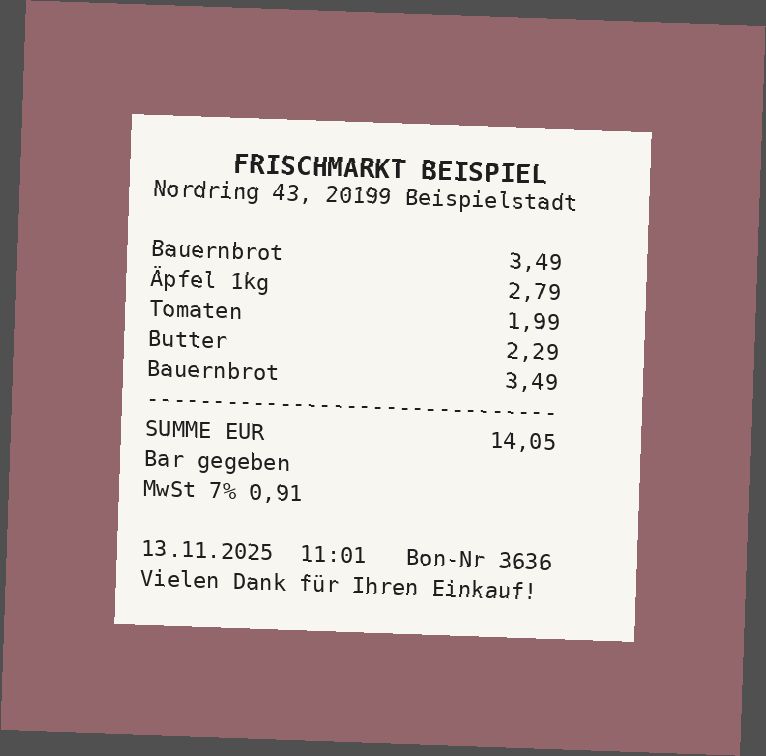 FRISCHMARKT BEISPIEL
Nordring 43, 20199 Beispielstadt
Bauernbrot 3,49
Äpfel 1kg 2,79
Tomaten 1,99
Butter 2,29
Bauernbrot 3,49
-------------------------------
SUMME EUR 14,05
Bar gegeben
MwSt 7% 0,91
13.11.2025 11:01 Bon-Nr 3636
Vielen Dank für Ihren Einkauf!